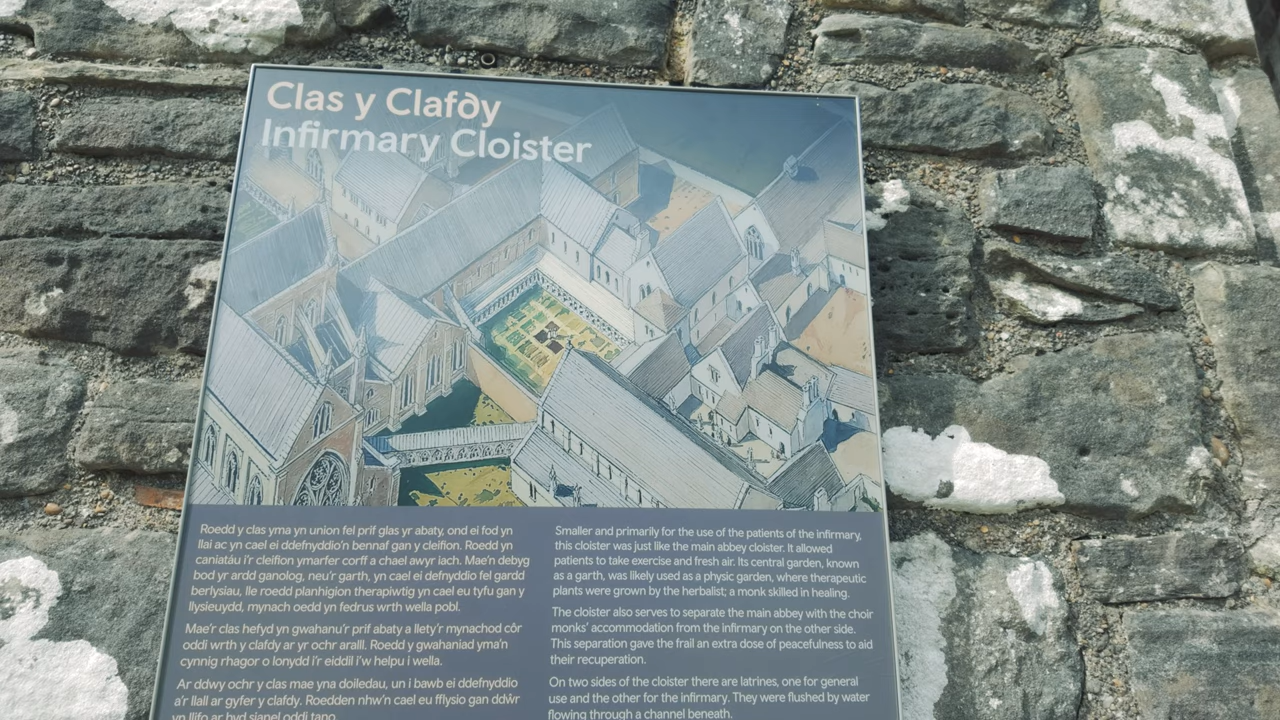 Clas y Clafꝺy
Infirmary Cloister
Roedd y clas yma yn union fel prif glas yr abaty, ond ei fod yn
llai ac yn cael ei ddefnyddio'n bennaf gan y cleifion. Roedd yn
caniatáu i'r cleifion ymarfer corff a chael awyr iach. Mae'n debyg
bod yr ardd ganolog, neu'r garth, yn cael ei defnyddio fel gardd
berlysiau, lle roedd planhigion therapiwtig yn cael eu tyfu gan y
llysieuydd, mynach oedd yn fedrus wrth wella pobl.
Mae'r clas hefyd yn gwahanu'r prif abaty a llety'r mynachod côr
oddi wrth y clafdy ar yr ochr arall. Roedd y gwahaniad yma'n
cynnig rhagor o lonydd i'r eiddil i'w helpu i wella.
Ar ddwy ochr y clas mae yna doiledau, un i bawb ei ddefnyddio
a'r llall ar gyfer y clafdy. Roedden nhw'n cael eu fflysio gan ddŵr
yn llifo ar hyd sianel oddi tano.
Smaller and primarily for the use of the patients of the infirmary,
this cloister was just like the main abbey cloister. It allowed
patients to take exercise and fresh air. Its central garden, known
as a garth, was likely used as a physic garden, where therapeutic
plants were grown by the herbalist; a monk skilled in healing.
The cloister also serves to separate the main abbey with the choir
monks' accommodation from the infirmary on the other side.
This separation gave the frail an extra dose of peacefulness to aid
their recuperation.
On two sides of the cloister there are latrines, one for general
use and the other for the infirmary. They were flushed by water
flowing through a channel beneath.